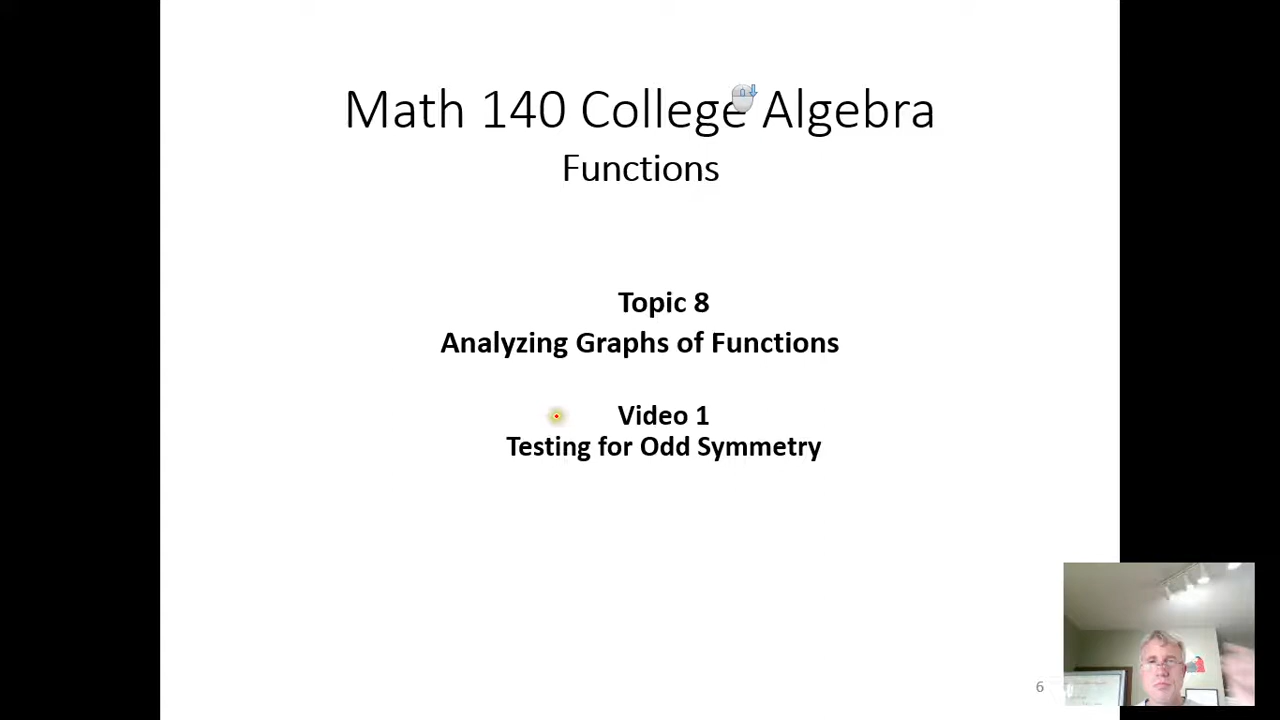 Math 140 College Algebra
Functions
Topic 8
Analyzing Graphs of Functions
Video 1
Testing for Odd Symmetry
6